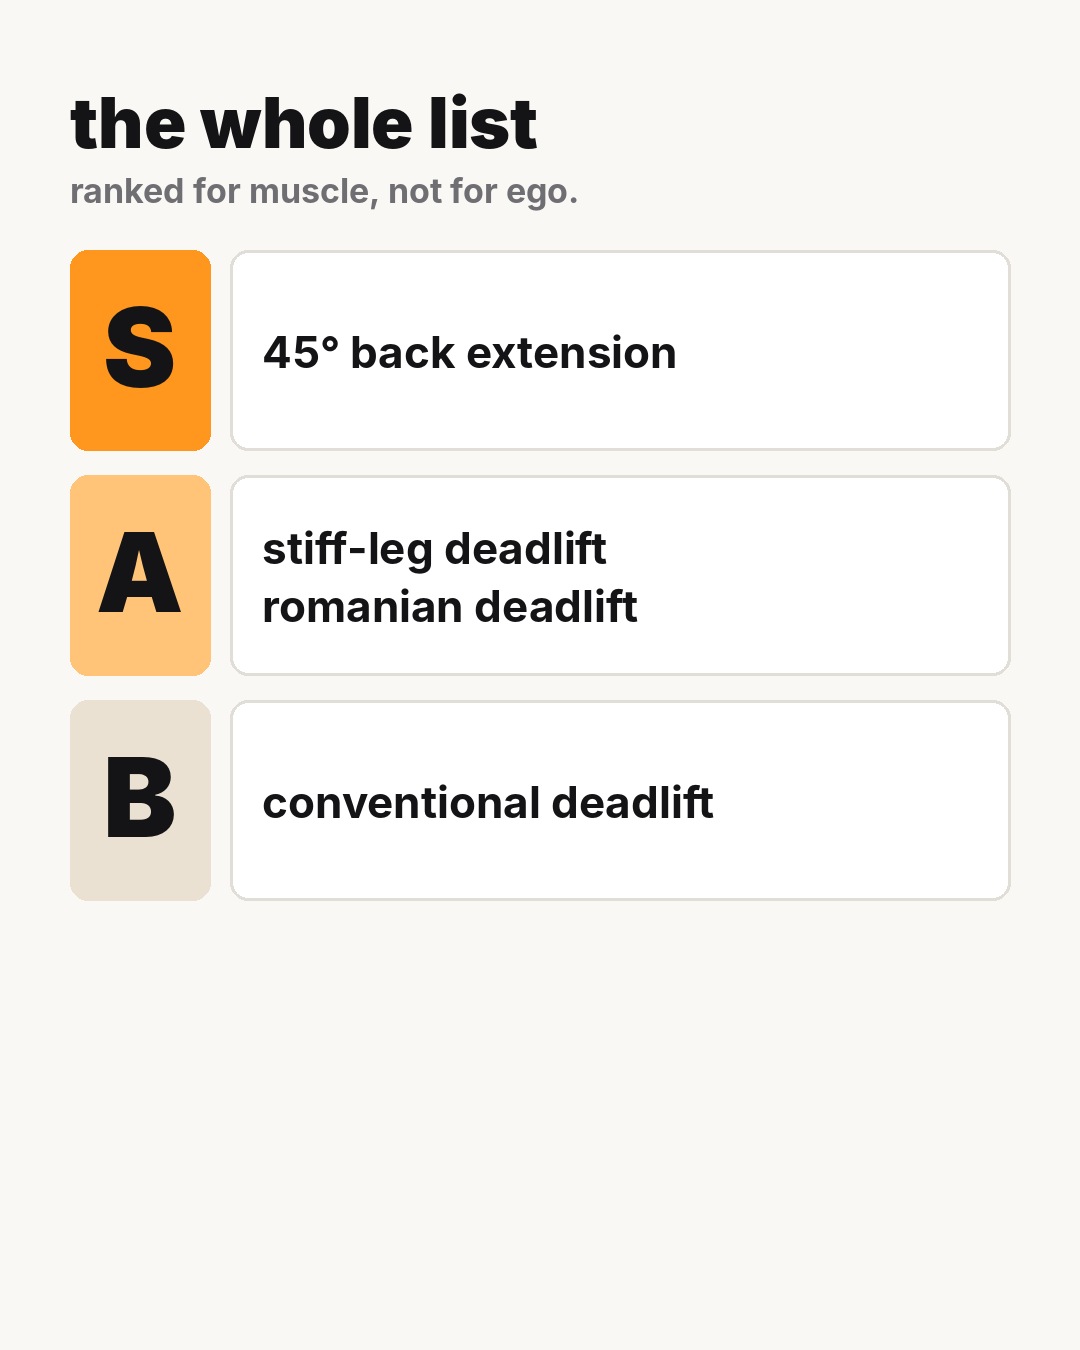 the whole list
ranked for muscle, not for ego.
S
45° back extension
A
stiff-leg deadlift
romanian deadlift
B
conventional deadlift